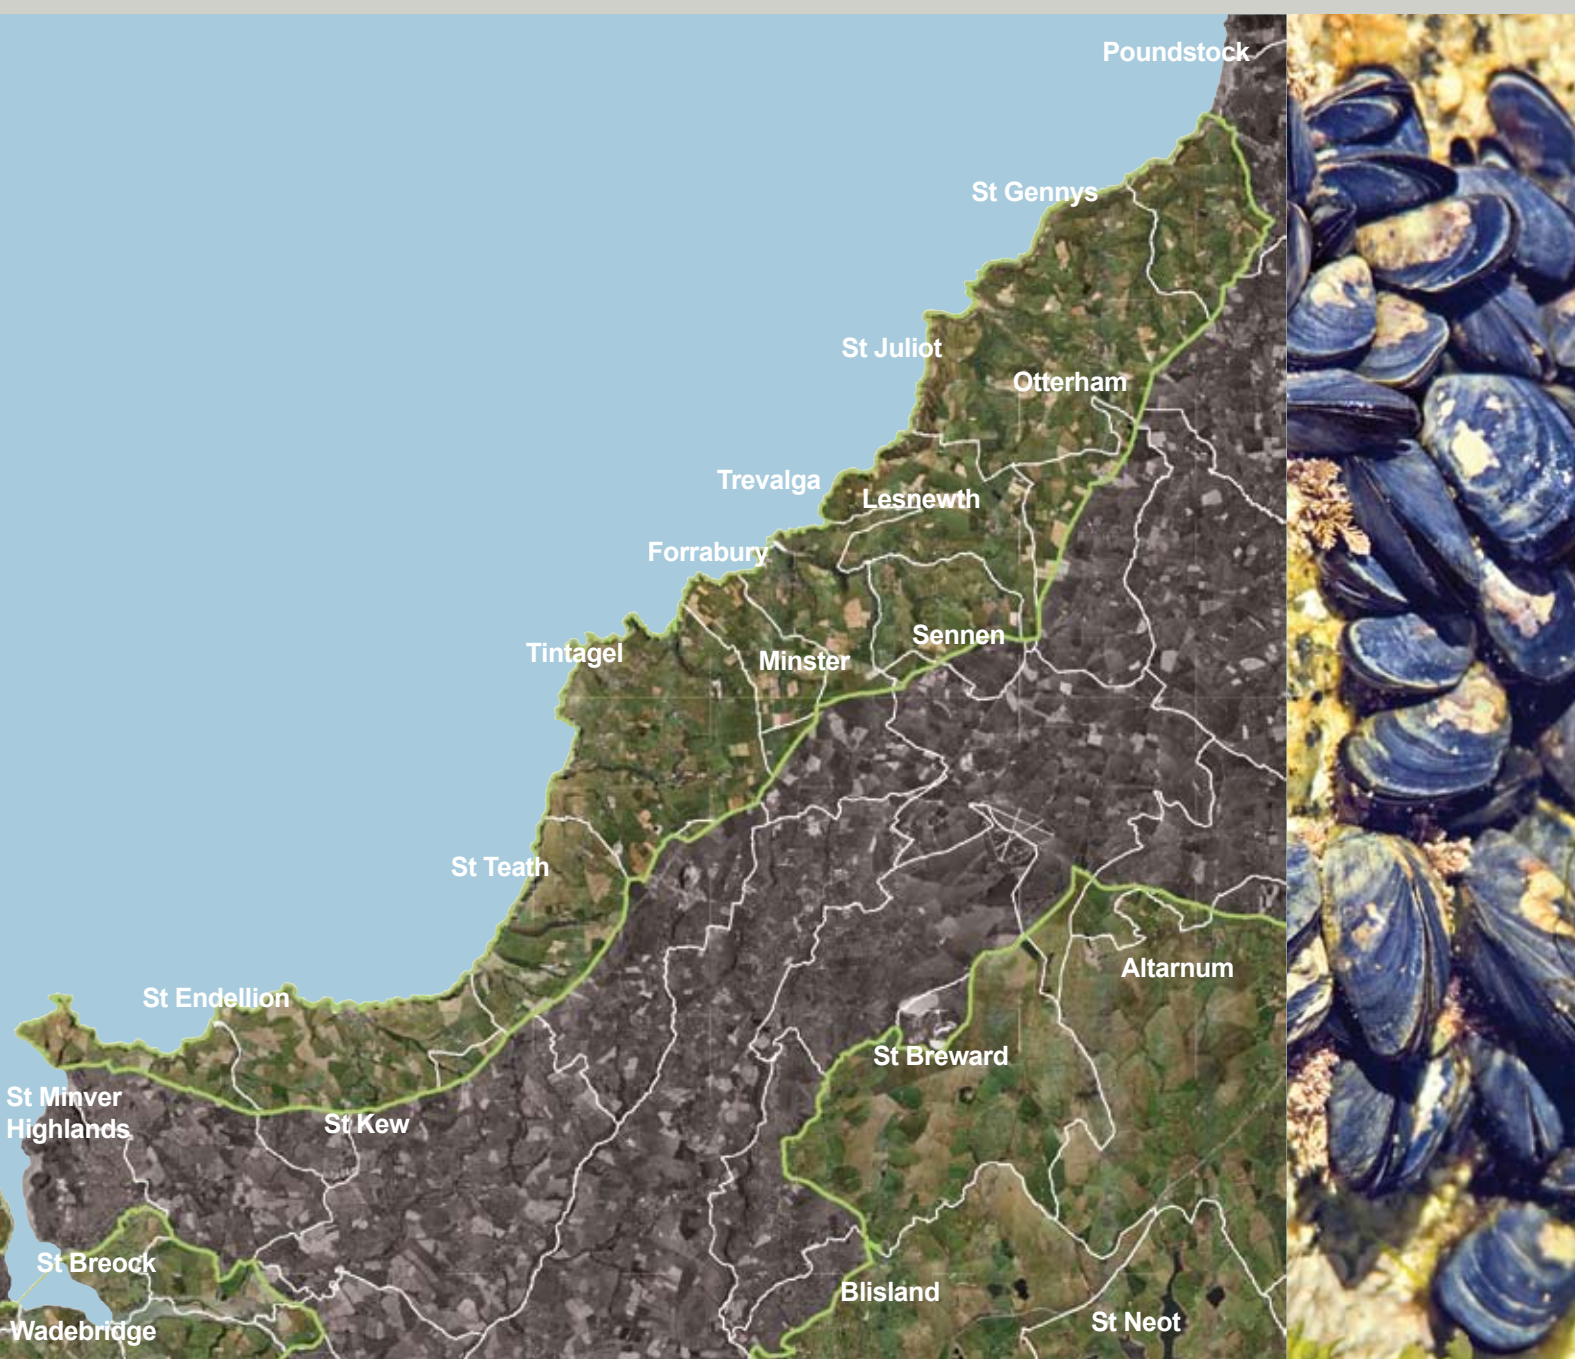 Poundstock
St Gennys
St Juliot
Otterham
Trevalga
Lesnewth
Forrabury
Sennen
Tintagel
Minster
St Teath
Altarnum
St Endellion
St Breward
St Minver
Highlands
St Kew
St Breock
Blisland
St Neot
Wadebridge